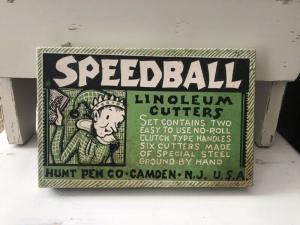 SPEEDBALL
LINOLEUM
CUTTERS
SET CONTAINS TWO
EASY TO USE NO-ROLL
CLUTCH TYPE HANDLES
SIX CUTTERS MADE
OF SPECIAL STEEL
GROUND BY HAND
HUNT PEN CO·CAMDEN·N.J. U.S.A